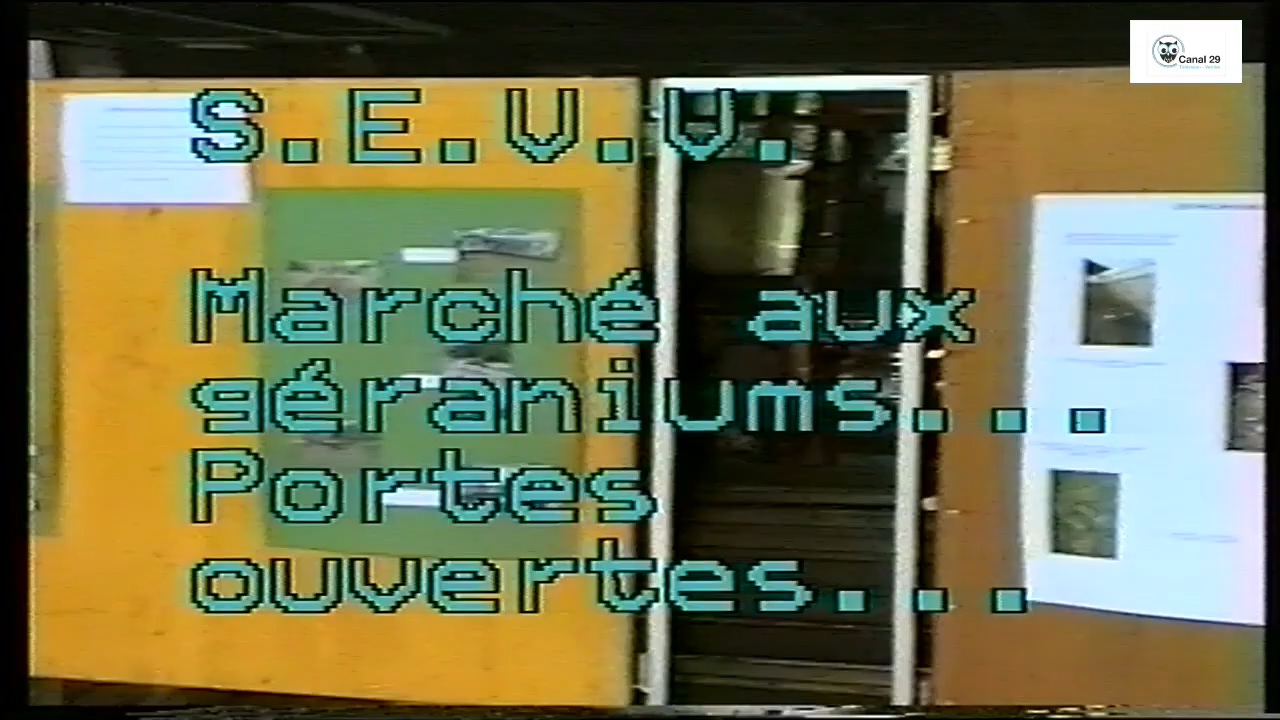 Canal 29
S.E.V.V.
Marché aux
géraniums...
Portes
ouvertes...